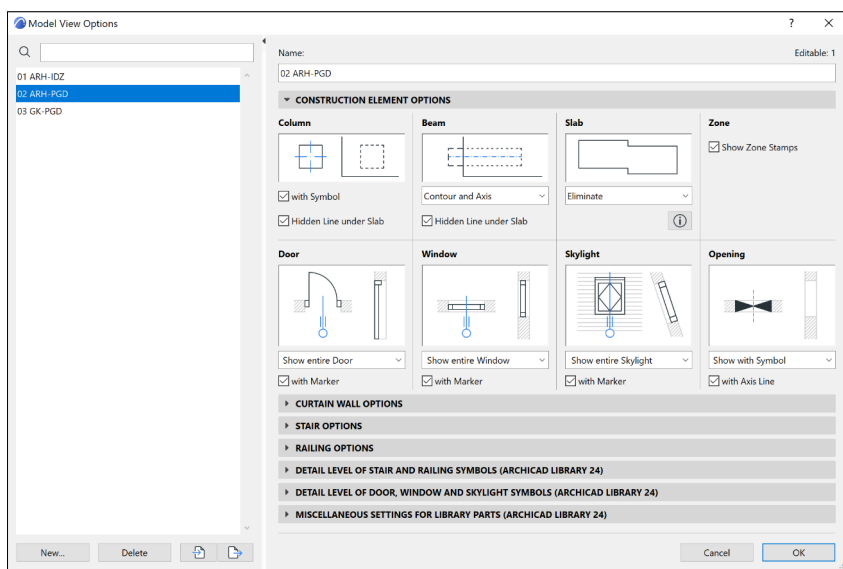 Model View Options
01 ARH-IDZ
02 ARH-PGD
03 GK-PGD
New...
Delete
Name:
Editable: 1
02 ARH-PGD
CONSTRUCTION ELEMENT OPTIONS
Column
Beam
Slab
Zone
Show Zone Stamps
with Symbol
Contour and Axis
Eliminate
Hidden Line under Slab
Hidden Line under Slab
Door
Window
Skylight
Opening
Show entire Door
Show entire Window
Show entire Skylight
Show with Symbol
with Marker
with Marker
with Marker
with Axis Line
CURTAIN WALL OPTIONS
STAIR OPTIONS
RAILING OPTIONS
DETAIL LEVEL OF STAIR AND RAILING SYMBOLS (ARCHICAD LIBRARY 24)
DETAIL LEVEL OF DOOR, WINDOW AND SKYLIGHT SYMBOLS (ARCHICAD LIBRARY 24)
MISCELLANEOUS SETTINGS FOR LIBRARY PARTS (ARCHICAD LIBRARY 24)
Cancel
OK